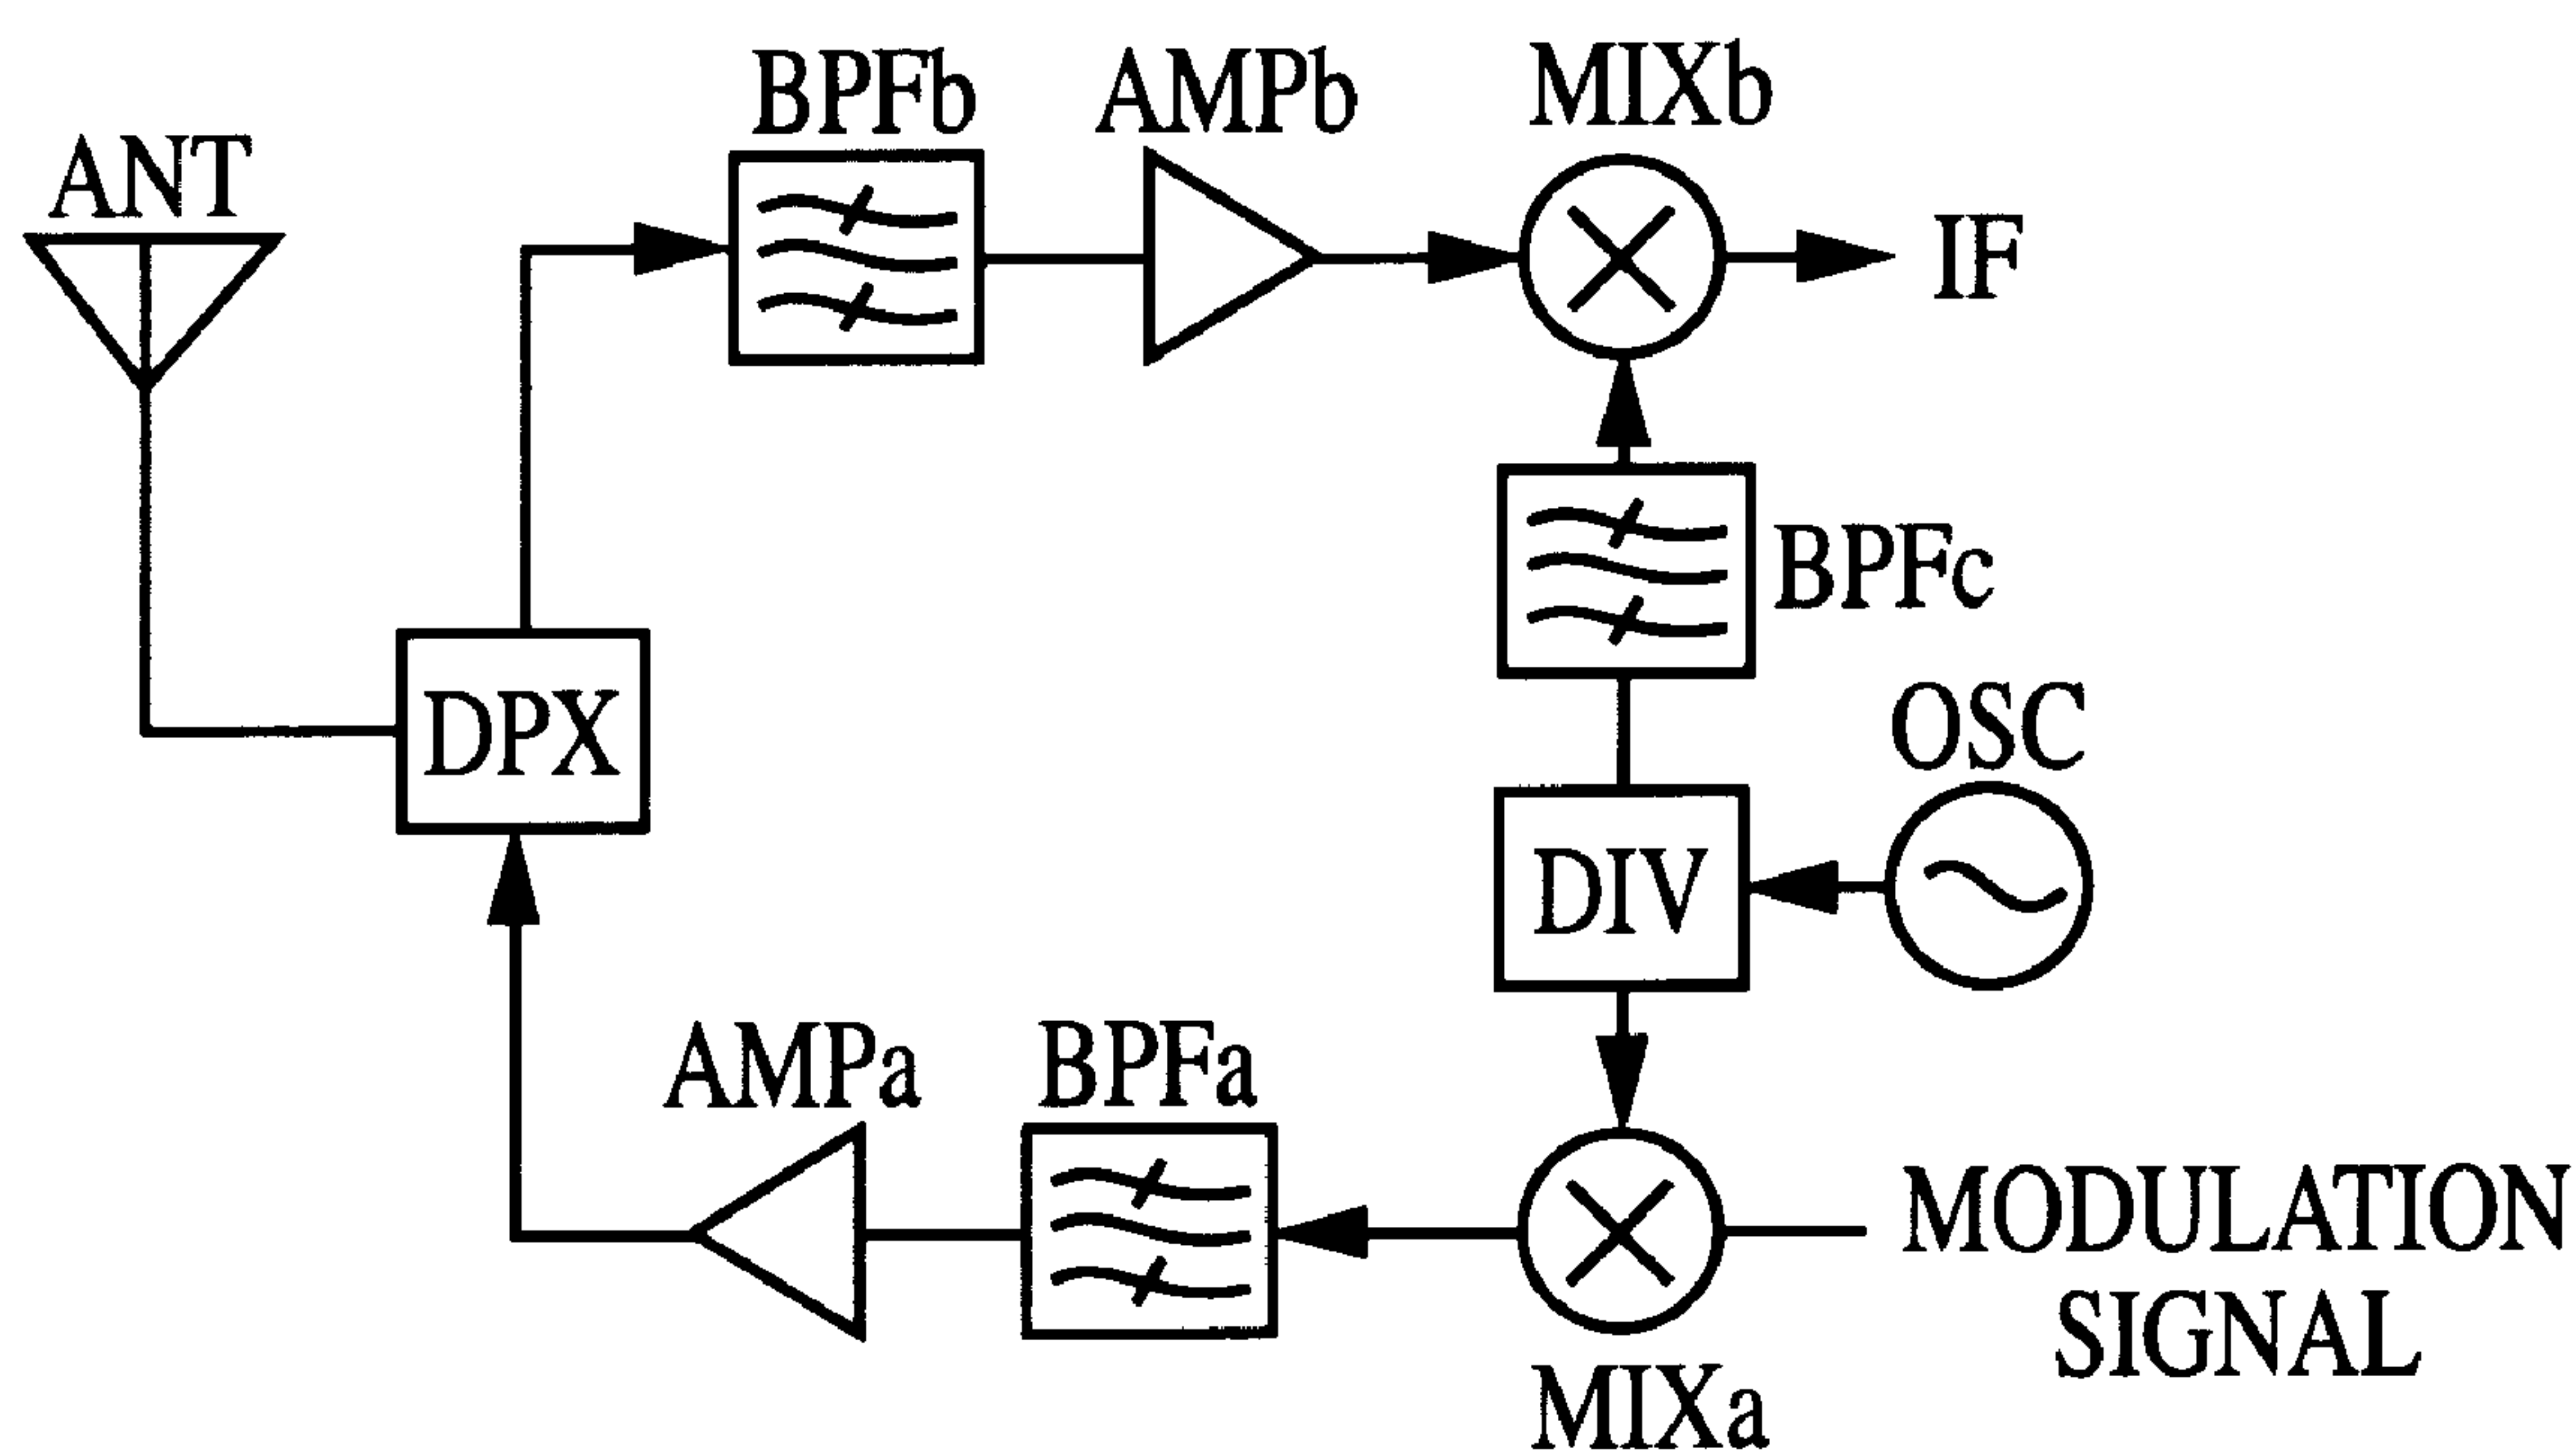 ANT
BPFb
AMPb
MIXb
IF
BPFc
DPX
OSC
DIV
AMPa
BPFa
MODULATION
SIGNAL
MIXa